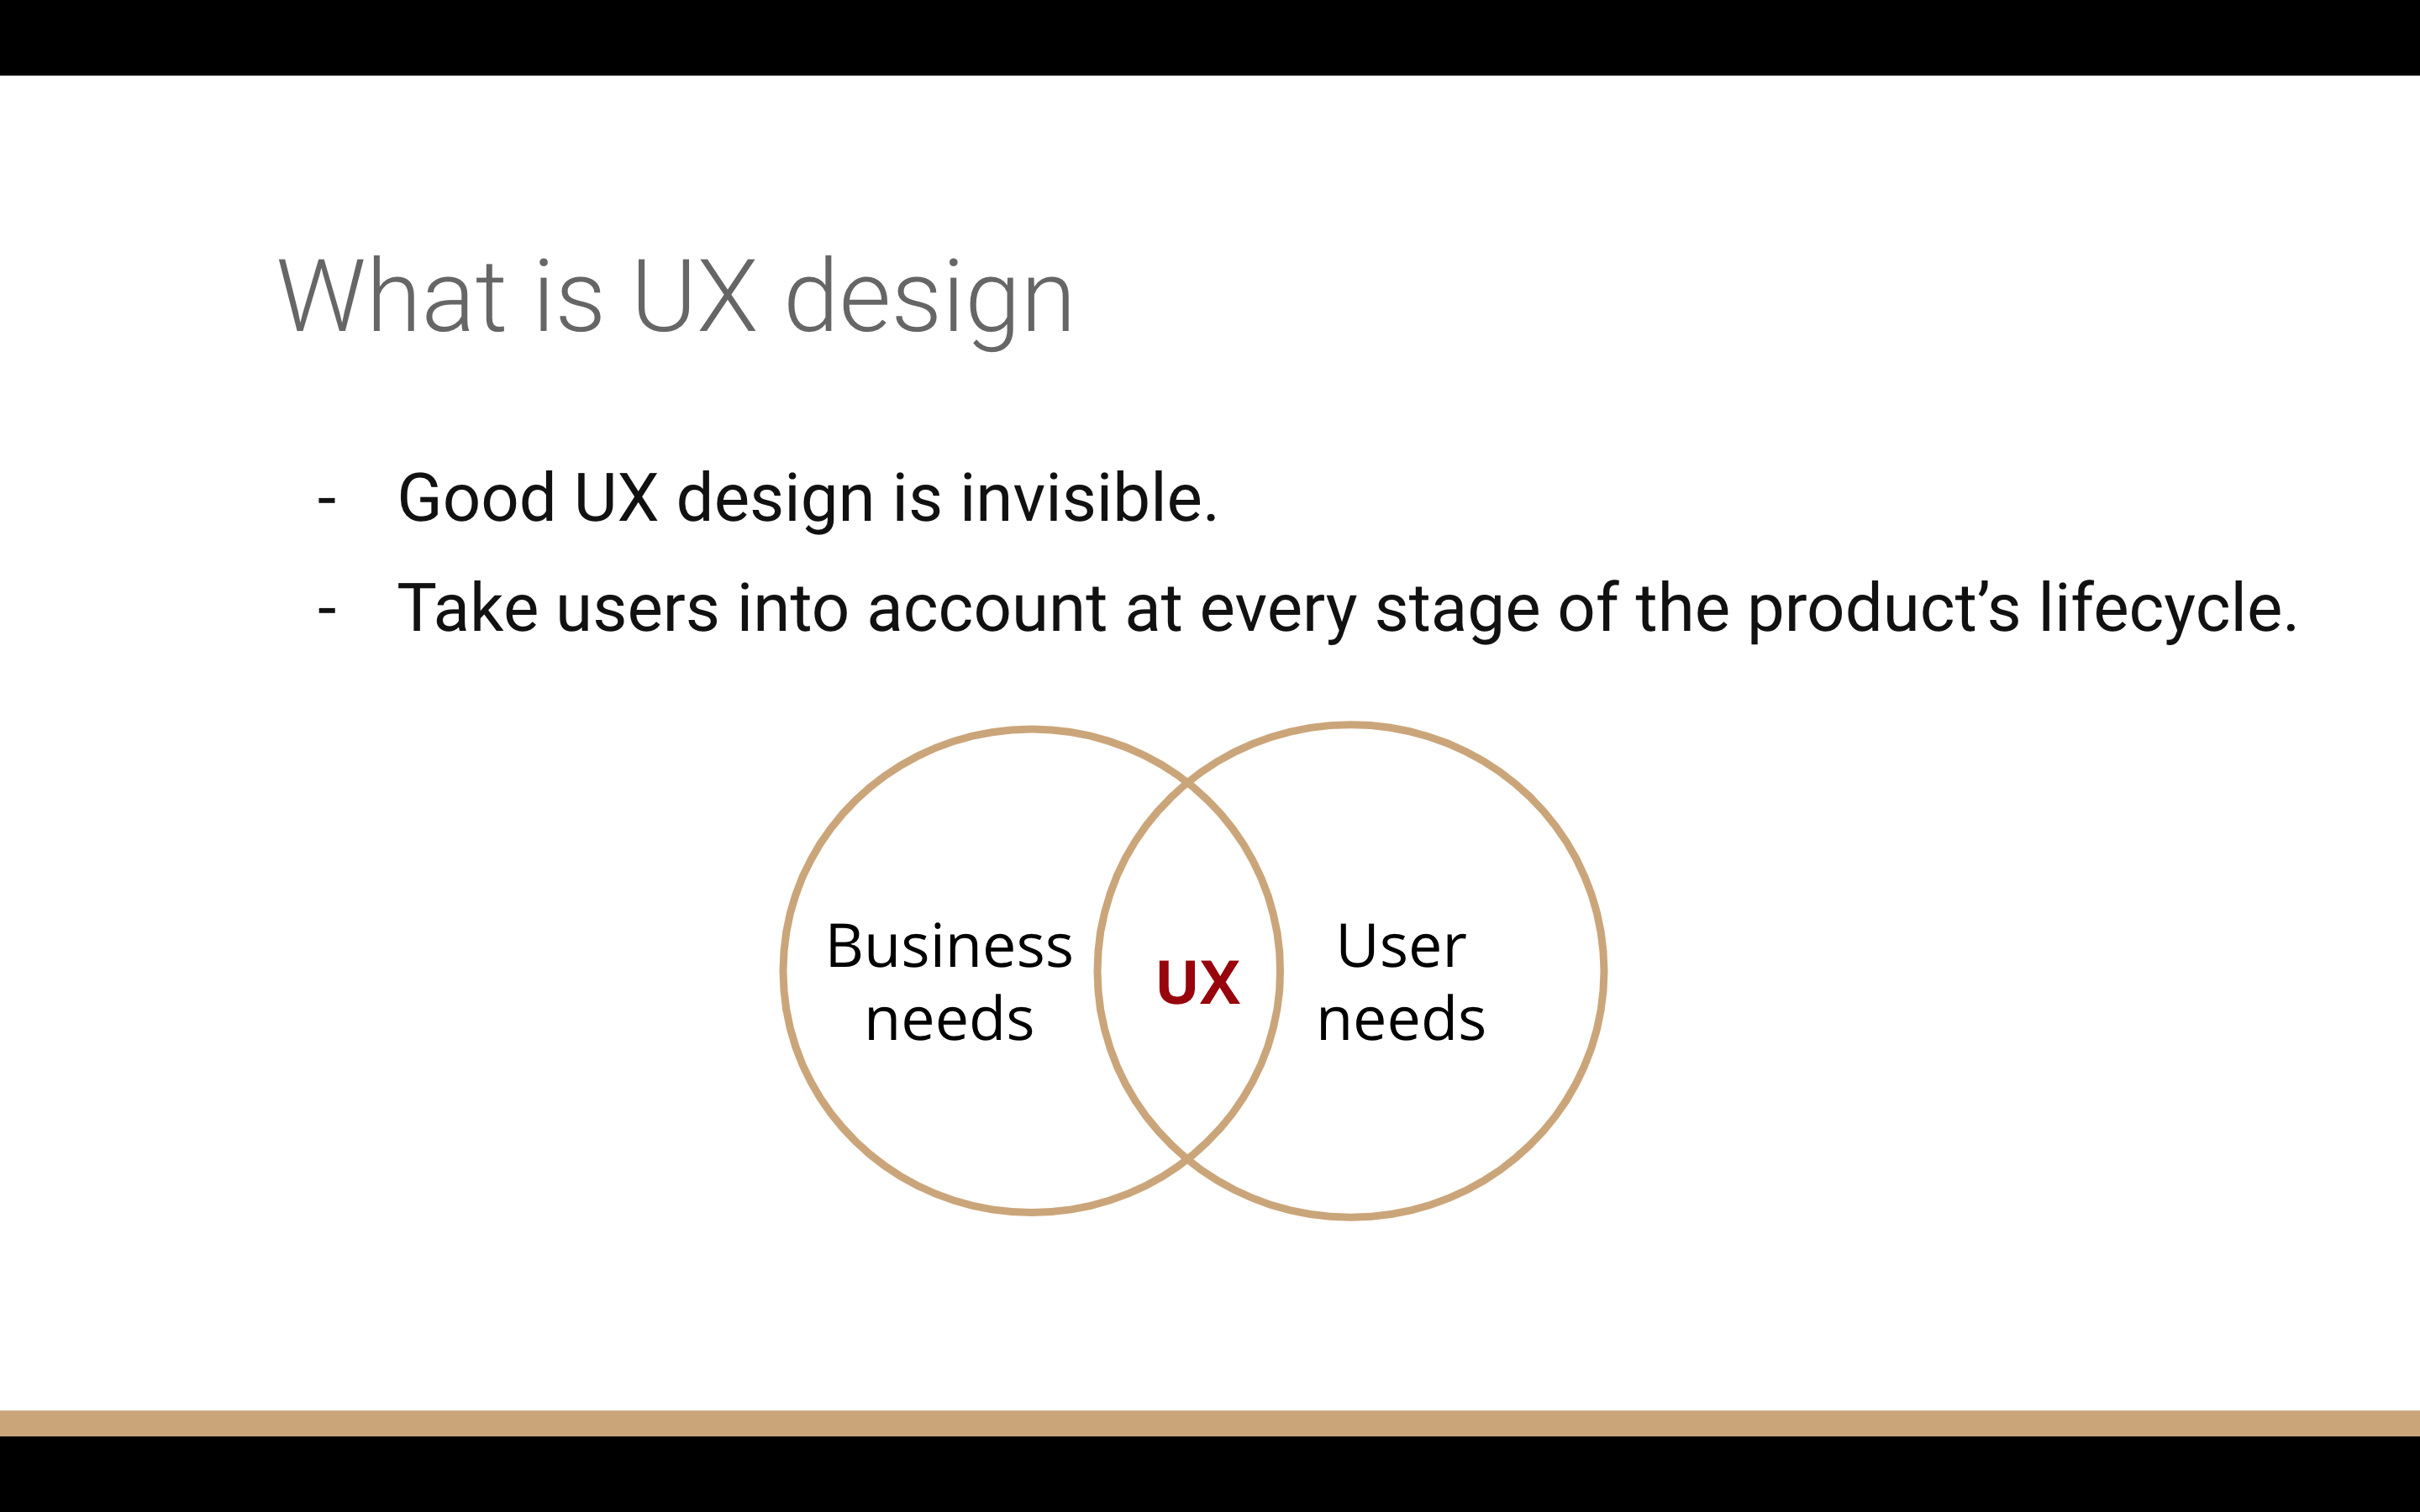 What is UX design
- Good UX design is invisible.
- Take users into account at every stage of the product’s lifecycle.
Business
needs
UX
User
needs